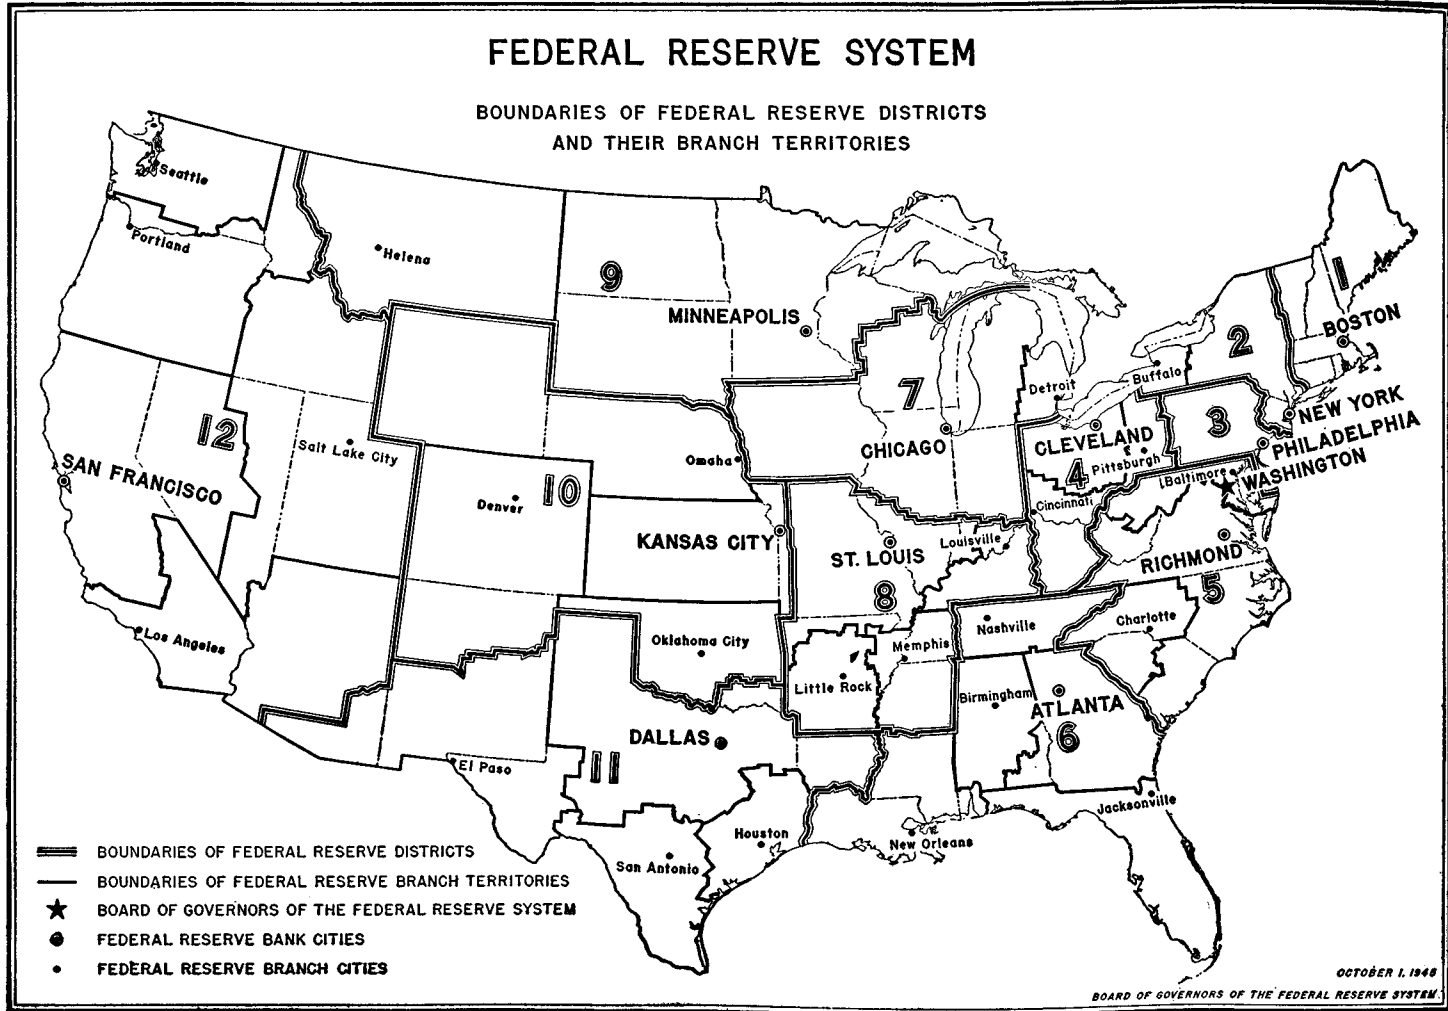 FEDERAL RESERVE SYSTEM
BOUNDARIES OF FEDERAL RESERVE DISTRICTS
AND THEIR BRANCH TERRITORIES
Seattle
Portland
Helena
9
MINNEAPOLIS
1
BOSTON
2
Buffalo
7
Detroit
NEW YORK
3
PHILADELPHIA
12
CHICAGO
CLEVELAND
WASHINGTON
Salt Lake City
Omaha
4
Pittsburgh
Baltimore
SAN FRANCISCO
10
Denver
Cincinnati
KANSAS CITY
ST. LOUIS
Louisville
RICHMOND
8
5
Los Angeles
Oklahoma City
Nashville
Charlotte
Memphis
Little Rock
Birmingham
ATLANTA
DALLAS
6
El Paso
11
Jacksonville
Houston
New Orleans
San Antonio
BOUNDARIES OF FEDERAL RESERVE DISTRICTS
BOUNDARIES OF FEDERAL RESERVE BRANCH TERRITORIES
BOARD OF GOVERNORS OF THE FEDERAL RESERVE SYSTEM
FEDERAL RESERVE BANK CITIES
FEDERAL RESERVE BRANCH CITIES
OCTOBER 1, 1948
BOARD OF GOVERNORS OF THE FEDERAL RESERVE SYSTEM